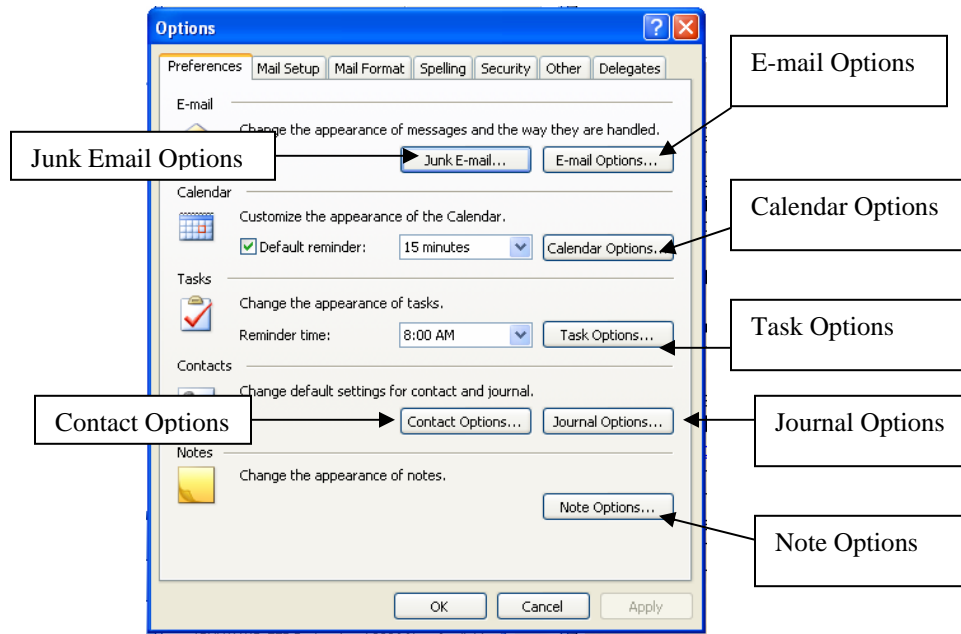 Options
Preferences Mail Setup Mail Format Spelling Security Other Delegates
E-mail Options
E-mail
Change the appearance of messages and the way they are handled.
Junk Email Options
Junk E-mail... E-mail Options...
Calendar
Calendar Options
Customize the appearance of the Calendar.
Default reminder: 15 minutes Calendar Options...
Tasks
Change the appearance of tasks.
Task Options
Reminder time: 8:00 AM Task Options...
Contacts
Change default settings for contact and journal.
Contact Options
Contact Options... Journal Options...
Journal Options
Notes
Change the appearance of notes.
Note Options...
Note Options
OK Cancel Apply